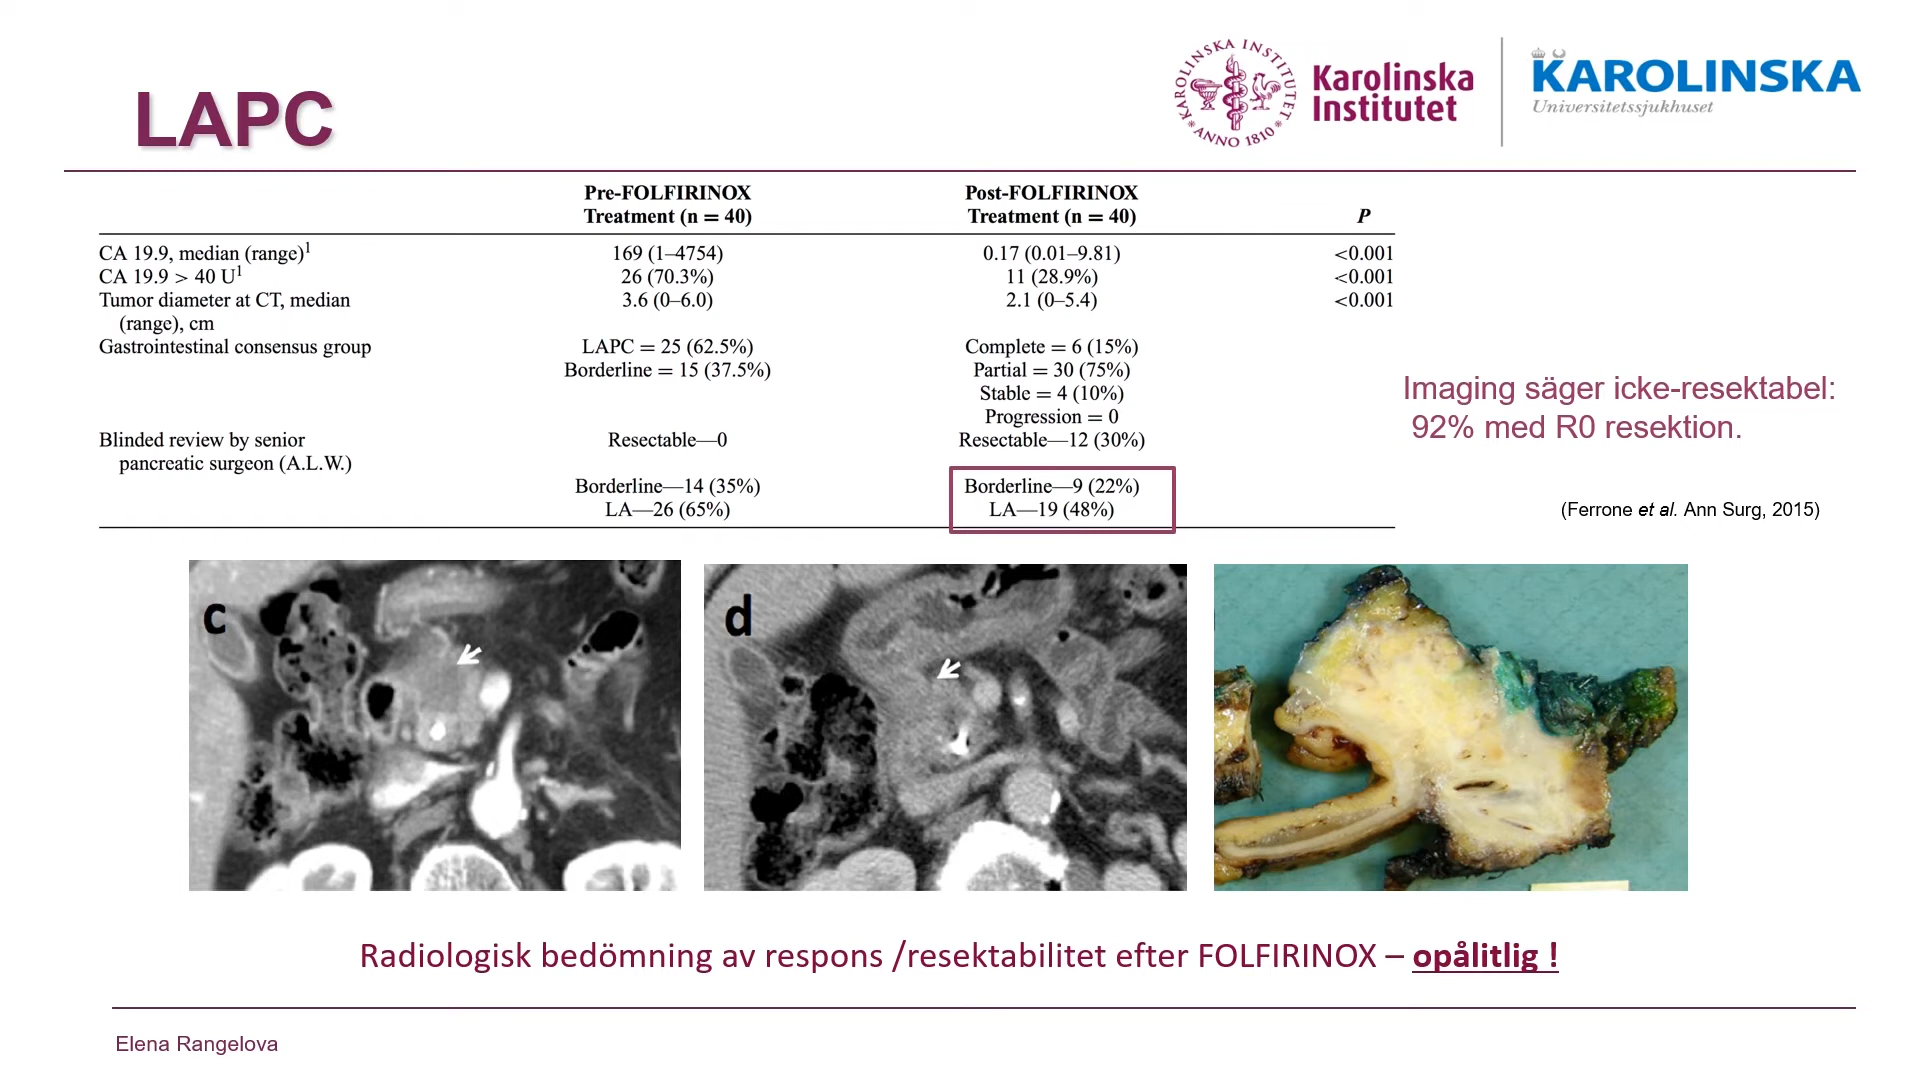 LAPC
KAROLINSKA INSTITUTET
ANNO 1810
Karolinska
Institutet
KAROLINSKA
Universitetssjukhuset
Pre-FOLFIRINOX Post-FOLFIRINOX
Treatment (n = 40) Treatment (n = 40) P
CA 19.9, median (range)1 169 (1–4754) 0.17 (0.01–9.81) <0.001
CA 19.9 > 40 U1 26 (70.3%) 11 (28.9%) <0.001
Tumor diameter at CT, median 3.6 (0–6.0) 2.1 (0–5.4) <0.001
(range), cm
Gastrointestinal consensus group LAPC = 25 (62.5%) Complete = 6 (15%)
Borderline = 15 (37.5%) Partial = 30 (75%)
Stable = 4 (10%)
Progression = 0
Blinded review by senior Resectable—0 Resectable—12 (30%)
pancreatic surgeon (A.L.W.)
Borderline—14 (35%) Borderline—9 (22%)
LA—26 (65%) LA—19 (48%)
Imaging säger icke-resektabel:
92% med R0 resektion.
(Ferrone et al. Ann Surg, 2015)
c
d
Radiologisk bedömning av respons /resektabilitet efter FOLFIRINOX – opålitlig !
Elena Rangelova